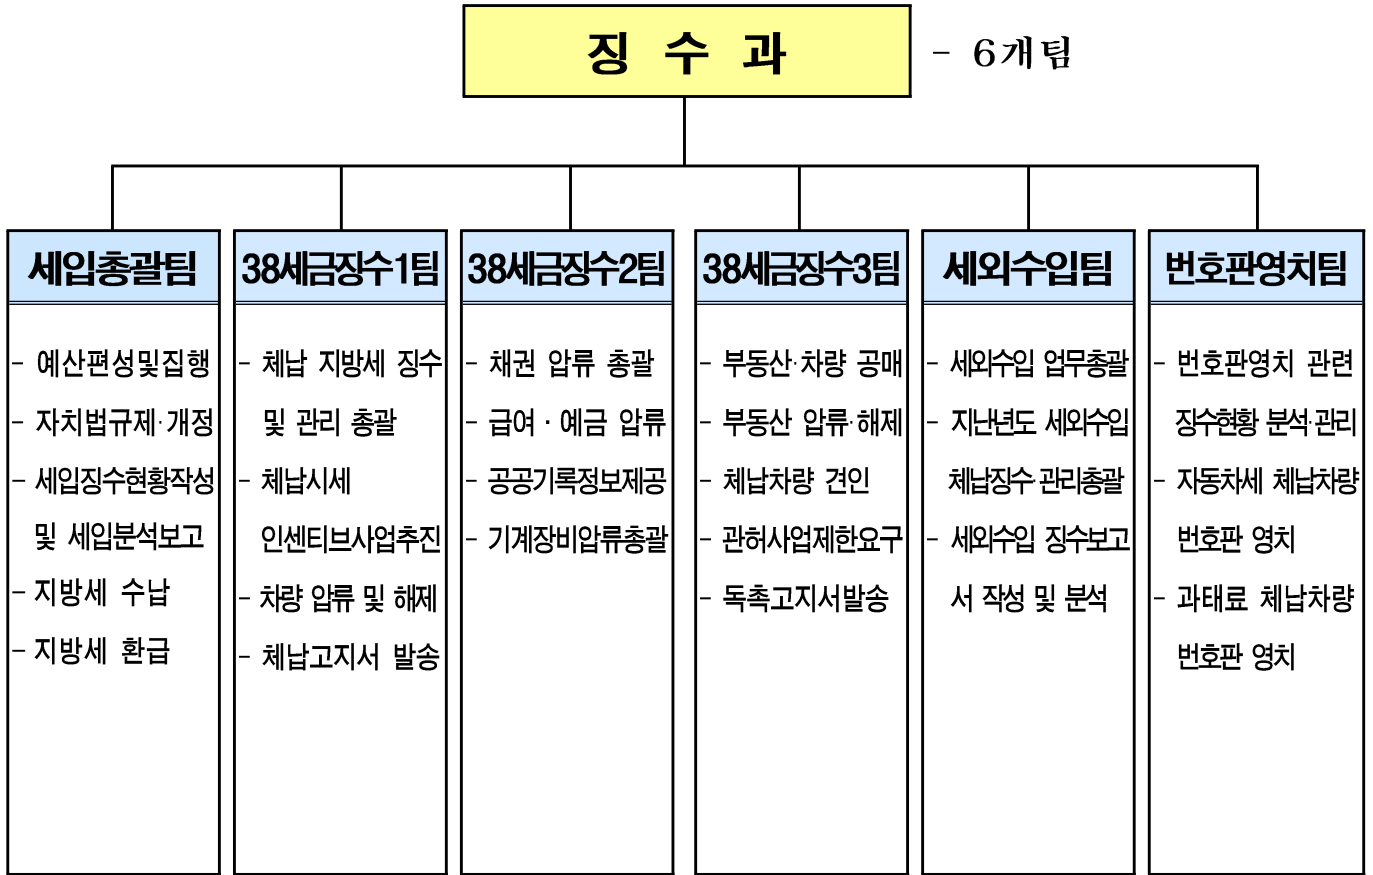 징 수 과
- 6개팀
세입총괄팀
- 예산편성및집행
- 자치법규제·개정
- 세입징수현황작성
및 세입분석보고
- 지방세 수납
- 지방세 환급
38세금징수1팀
- 체납 지방세 징수
및 관리 총괄
- 체납시세
인센티브사업추진
- 차량 압류 및 해제
- 체납고지서 발송
38세금징수2팀
- 채권 압류 총괄
- 급여 · 예금 압류
- 공공기록정보제공
- 기계장비압류총괄
38세금징수3팀
- 부동산·차량 공매
- 부동산 압류·해제
- 체납차량 견인
- 관허사업제한요구
- 독촉고지서발송
세외수입팀
- 세외수입 업무총괄
- 지난년도 세외수입
체납징수·관리총괄
- 세외수입 징수보고
서 작성 및 분석
번호판영치팀
- 번호판영치 관련
징수현황 분석·관리
- 자동차세 체납차량
번호판 영치
- 과태료 체납차량
번호판 영치